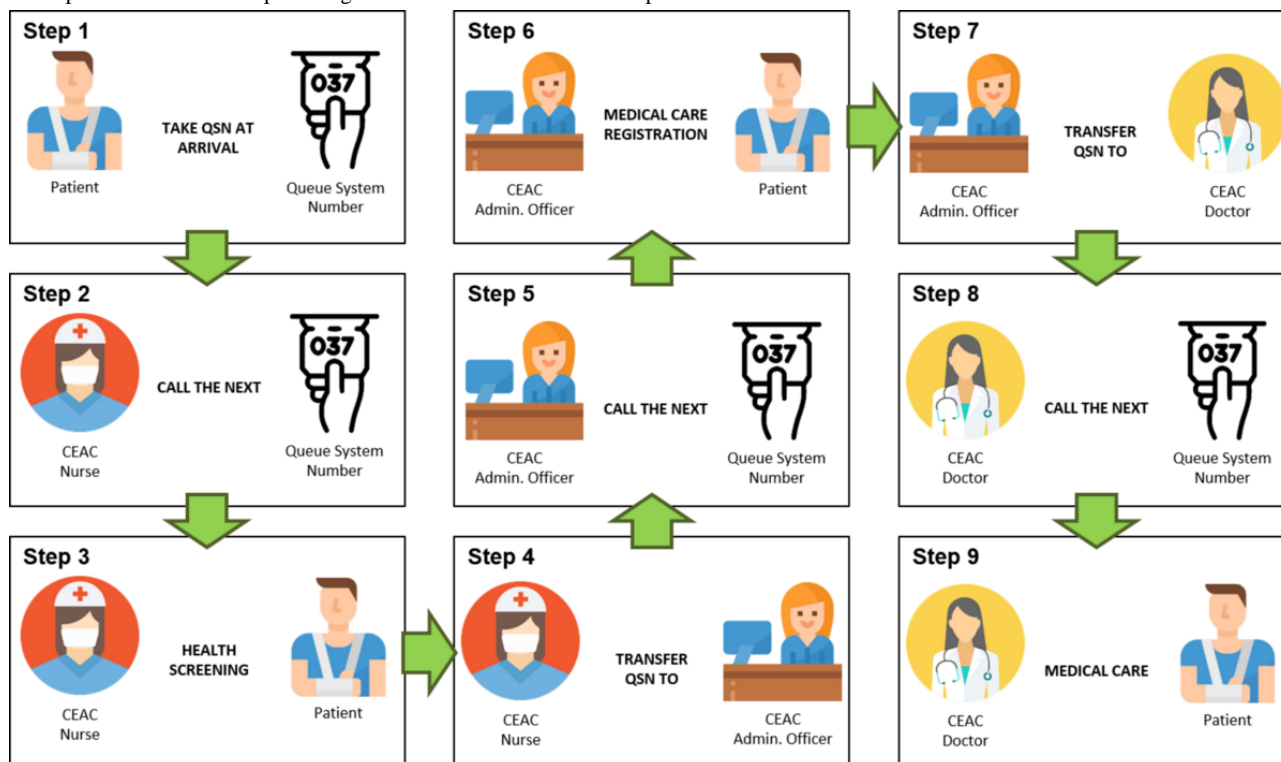 Step 1
037
TAKE QSN AT
ARRIVAL
Patient
Queue System
Number
Step 2
037
CALL THE NEXT
CEAC
Nurse
Queue System
Number
Step 3
HEALTH
SCREENING
CEAC
Nurse
Patient
Step 4
TRANSFER
QSN TO
CEAC
Nurse
CEAC
Admin. Officer
Step 5
037
CALL THE NEXT
CEAC
Admin. Officer
Queue System
Number
Step 6
MEDICAL CARE
REGISTRATION
CEAC
Admin. Officer
Patient
Step 7
TRANSFER
QSN TO
CEAC
Admin. Officer
CEAC
Doctor
Step 8
037
CALL THE NEXT
CEAC
Doctor
Queue System
Number
Step 9
MEDICAL CARE
CEAC
Doctor
Patient